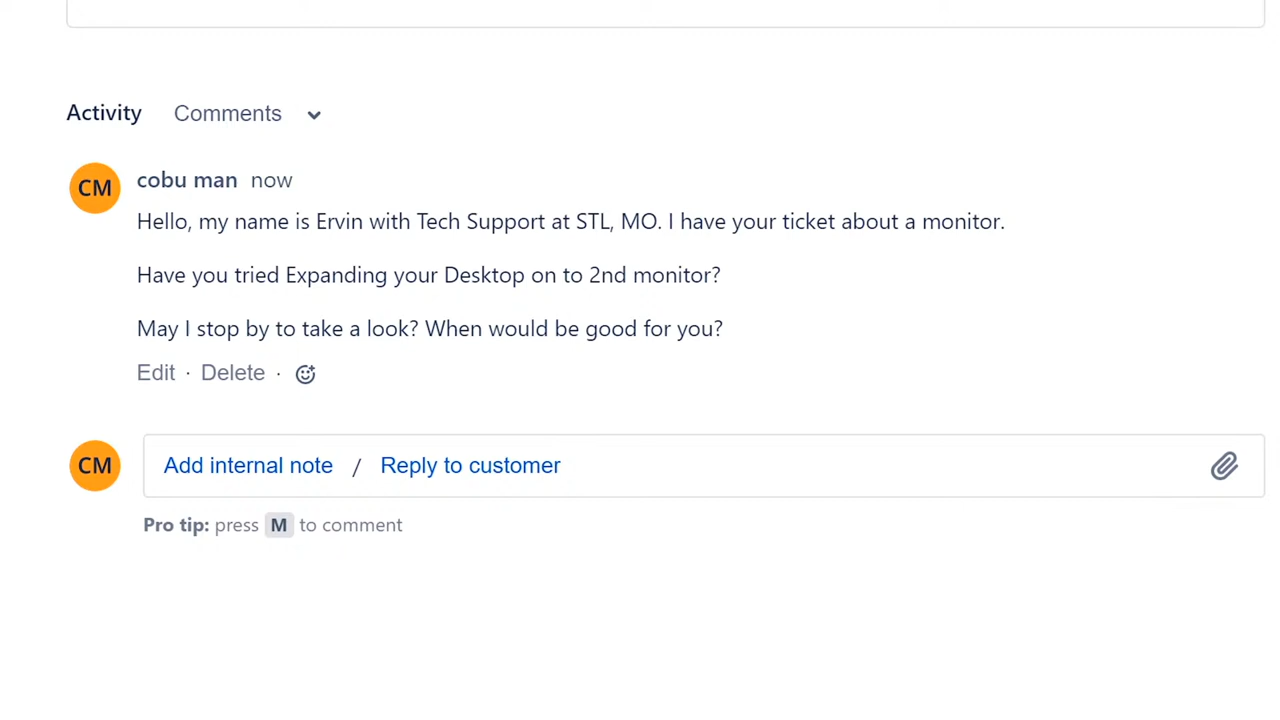 Activity Comments
CM cobu man now
Hello, my name is Ervin with Tech Support at STL, MO. I have your ticket about a monitor.
Have you tried Expanding your Desktop on to 2nd monitor?
May I stop by to take a look? When would be good for you?
Edit · Delete ·
CM Add internal note / Reply to customer
Pro tip: press M to comment